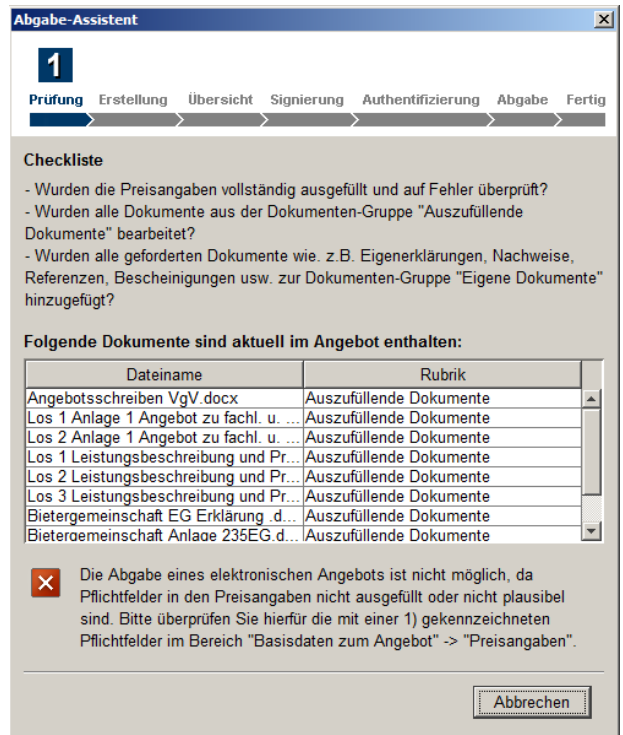 Abgabe-Assistent
1
Prüfung Erstellung Übersicht Signierung Authentifizierung Abgabe Fertig
Checkliste
- Wurden die Preisangaben vollständig ausgefüllt und auf Fehler überprüft?
- Wurden alle Dokumente aus der Dokumenten-Gruppe "Auszufüllende
Dokumente" bearbeitet?
- Wurden alle geforderten Dokumente wie. z.B. Eigenerklärungen, Nachweise,
Referenzen, Bescheinigungen usw. zur Dokumenten-Gruppe "Eigene Dokumente"
hinzugefügt?
Folgende Dokumente sind aktuell im Angebot enthalten:
Dateiname Rubrik
Angebotsschreiben VgV.docx Auszufüllende Dokumente
Los 1 Anlage 1 Angebot zu fachl. u. ... Auszufüllende Dokumente
Los 2 Anlage 1 Angebot zu fachl. u. ... Auszufüllende Dokumente
Los 1 Leistungsbeschreibung und Pr... Auszufüllende Dokumente
Los 2 Leistungsbeschreibung und Pr... Auszufüllende Dokumente
Los 3 Leistungsbeschreibung und Pr... Auszufüllende Dokumente
Bietergemeinschaft EG Erklärung .d... Auszufüllende Dokumente
Bietergemeinschaft Anlage 235EG.d... Auszufüllende Dokumente
Die Abgabe eines elektronischen Angebots ist nicht möglich, da
Pflichtfelder in den Preisangaben nicht ausgefüllt oder nicht plausibel
sind. Bitte überprüfen Sie hierfür die mit einer 1) gekennzeichneten
Pflichtfelder im Bereich "Basisdaten zum Angebot" -> "Preisangaben".
Abbrechen